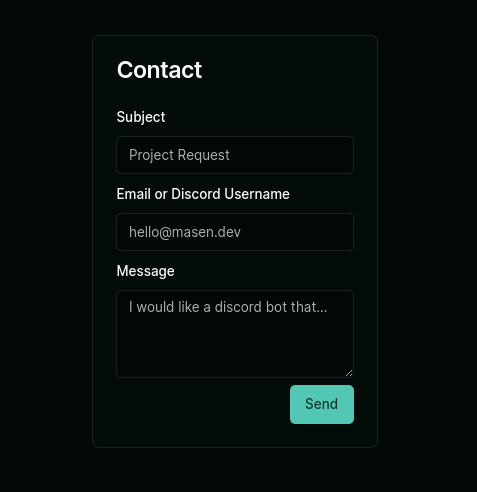 Contact
Subject
Project Request
Email or Discord Username
hello@masen.dev
Message
I would like a discord bot that...
Send